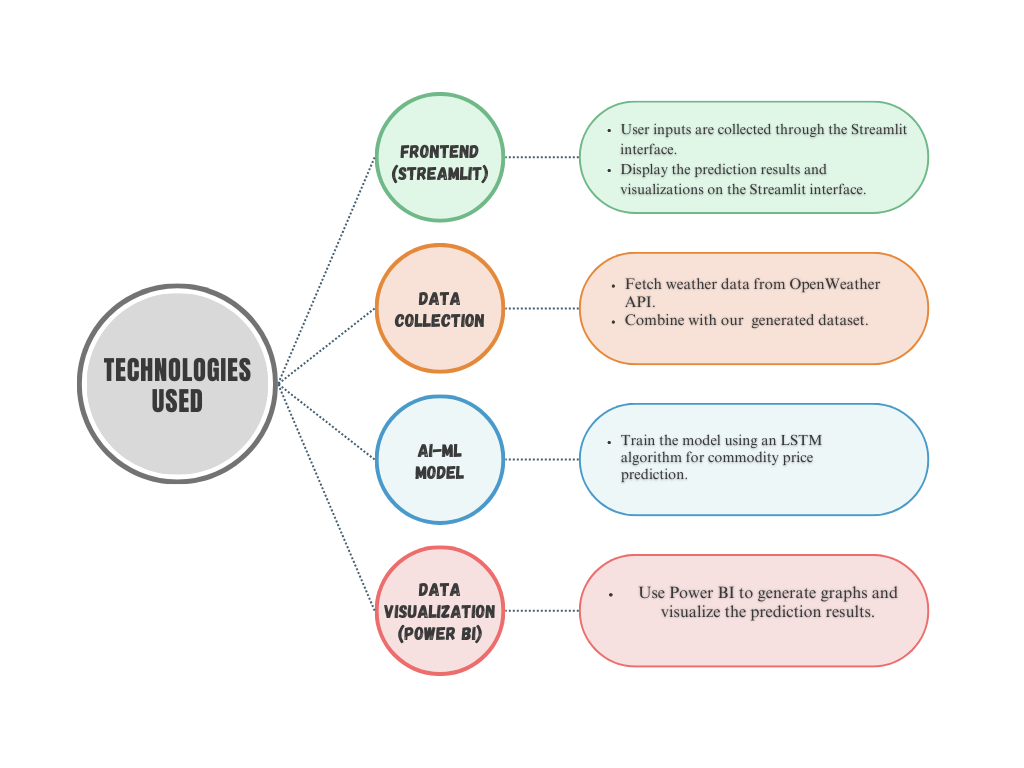 TECHNOLOGIES
USED
FRONTEND
(STREAMLIT)
• User inputs are collected through the Streamlit
interface.
• Display the prediction results and
visualizations on the Streamlit interface.
DATA
COLLECTION
• Fetch weather data from OpenWeather
API.
• Combine with our  generated dataset.
AI-ML
MODEL
• Train the model using an LSTM
algorithm for commodity price
prediction.
DATA
VISUALIZATION
(POWER BI)
• Use Power BI to generate graphs and
visualize the prediction results.